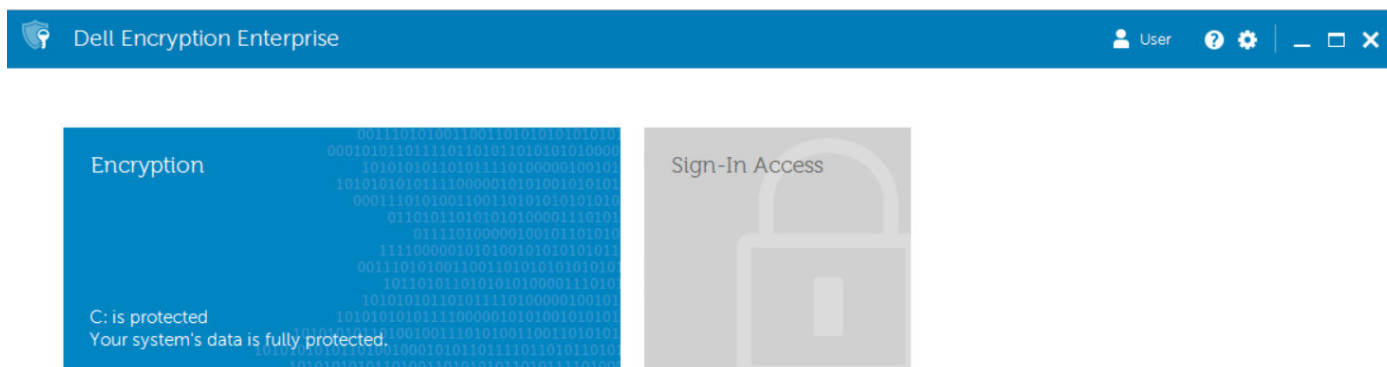 Dell Encryption Enterprise
User
Encryption
Sign-In Access
C: is protected
Your system's data is fully protected.